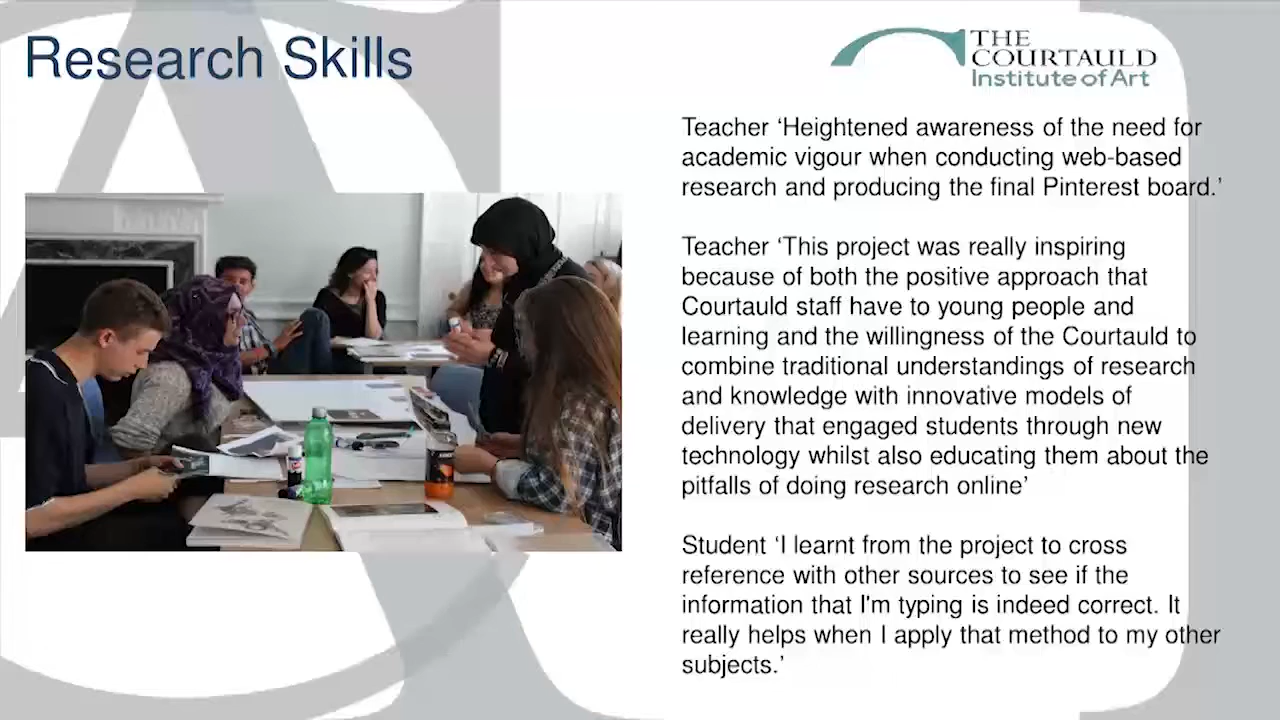 Research Skills
THE
COURTAULD
Institute of Art
Teacher ‘Heightened awareness of the need for
academic vigour when conducting web-based
research and producing the final Pinterest board.’
Teacher ‘This project was really inspiring
because of both the positive approach that
Courtauld staff have to young people and
learning and the willingness of the Courtauld to
combine traditional understandings of research
and knowledge with innovative models of
delivery that engaged students through new
technology whilst also educating them about the
pitfalls of doing research online’
Student ‘I learnt from the project to cross
reference with other sources to see if the
information that I'm typing is indeed correct. It
really helps when I apply that method to my other
subjects.’